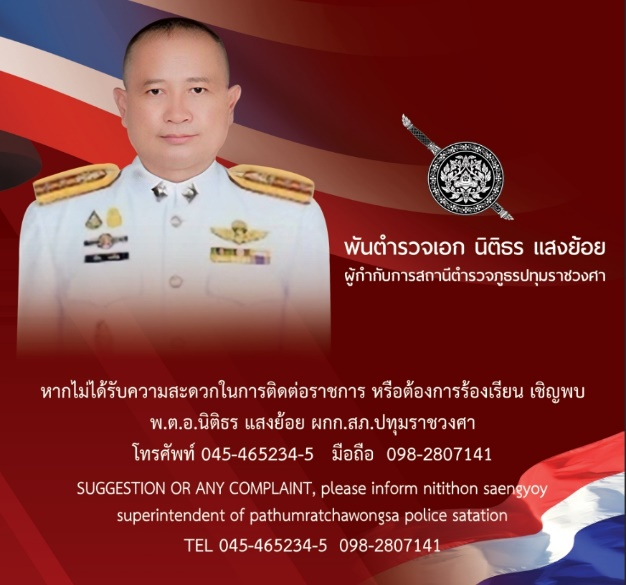 พันตำรวจเอก นิติธร แสงย้อย
ผู้กำกับการสถานีตำรวจภูธรปทุมราชวงศา
หากไม่ได้รับความสะดวกในการติดต่อราชการ หรือต้องการร้องเรียน เชิญพบ
พ.ต.อ.นิติธร แสงย้อย ผกก.สภ.ปทุมราชวงศา
โทรศัพท์ 045-465234-5 มือถือ 098-2807141
SUGGESTION OR ANY COMPLAINT, please inform nitithon saengyoy
superintendent of pathumratchawongsa police satation
TEL 045-465234-5 098-2807141